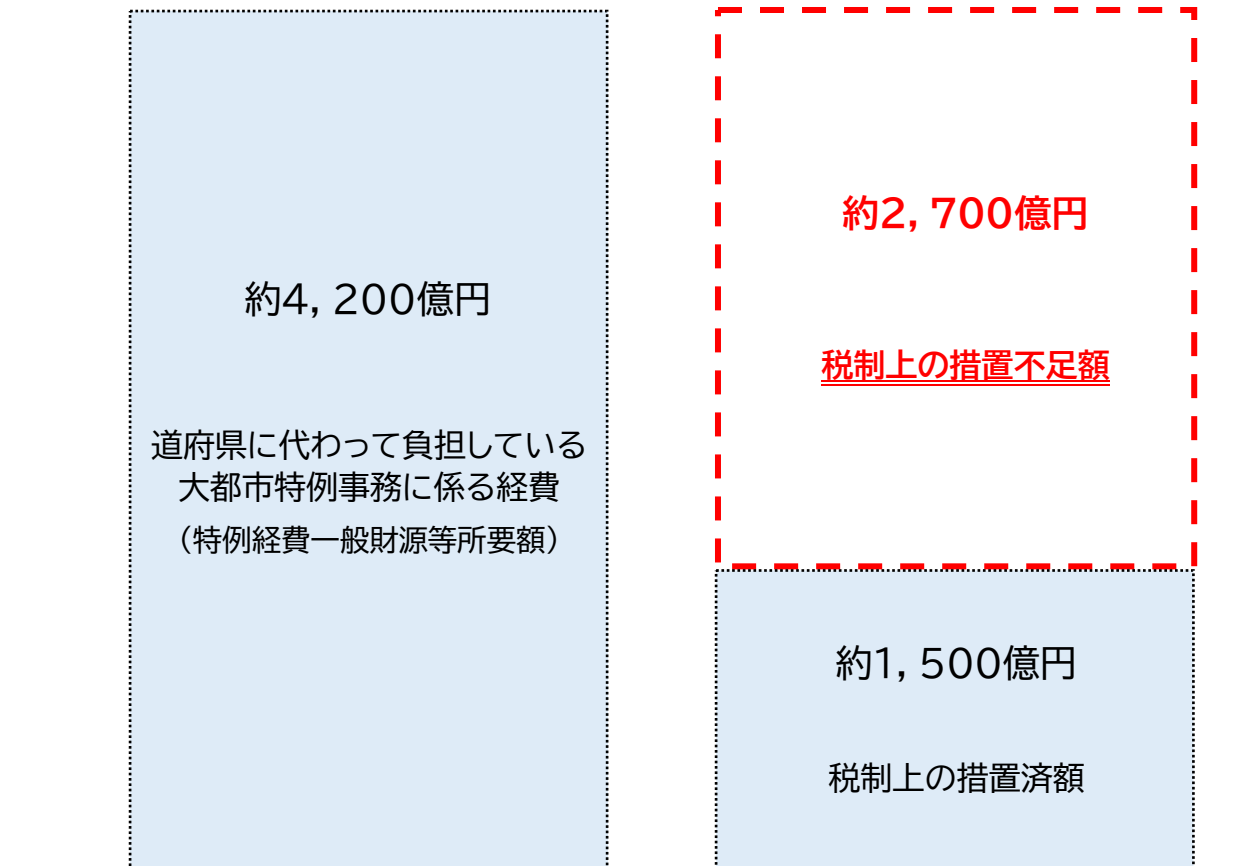 約4，200億円
道府県に代わって負担している
大都市特例事務に係る経費
（特例経費一般財源等所要額）
約2，700億円
税制上の措置不足額
約1，500億円
税制上の措置済額